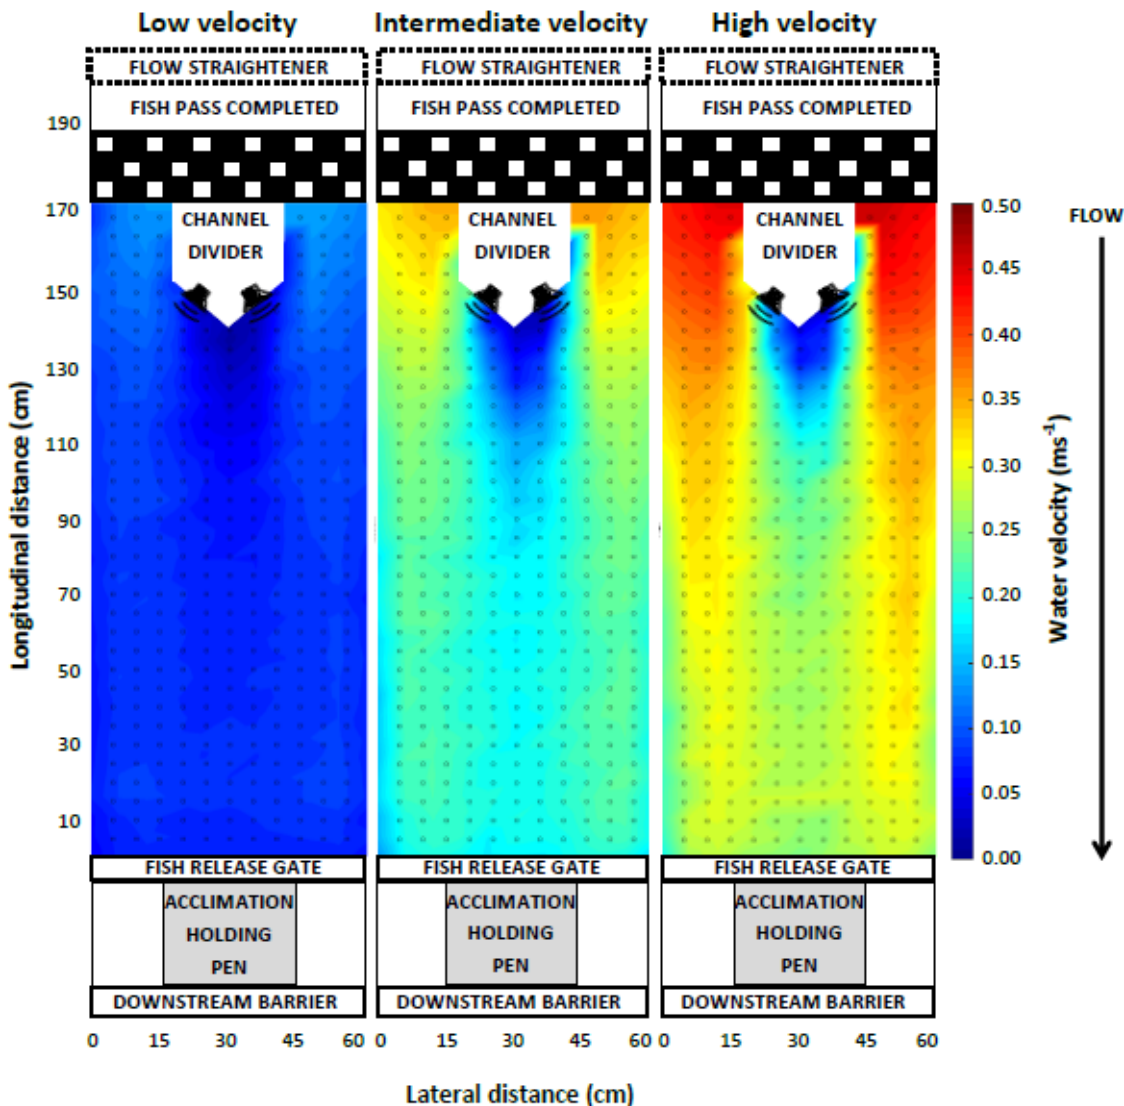 Low velocity Intermediate velocity High velocity
FLOW STRAIGHTENER FLOW STRAIGHTENER FLOW STRAIGHTENER
FISH PASS COMPLETED FISH PASS COMPLETED FISH PASS COMPLETED
190
170
150
130
110
90
70
50
30
10
Longitudinal distance (cm)
CHANNEL CHANNEL CHANNEL
DIVIDER DIVIDER DIVIDER
0.50
0.45
0.40
0.35
0.30
0.25
0.20
0.15
0.10
0.05
0.00
Water velocity (ms⁻¹)
FLOW
FISH RELEASE GATE FISH RELEASE GATE FISH RELEASE GATE
ACCLIMATION ACCLIMATION ACCLIMATION
HOLDING HOLDING HOLDING
PEN PEN PEN
DOWNSTREAM BARRIER DOWNSTREAM BARRIER DOWNSTREAM BARRIER
0 15 30 45 60 0 15 30 45 60 0 15 30 45 60
Lateral distance (cm)